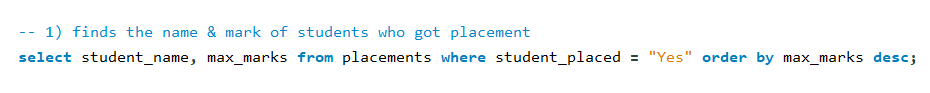 -- 1) finds the name & mark of students who got placement
select student_name, max_marks from placements where student_placed = "Yes" order by max_marks desc;